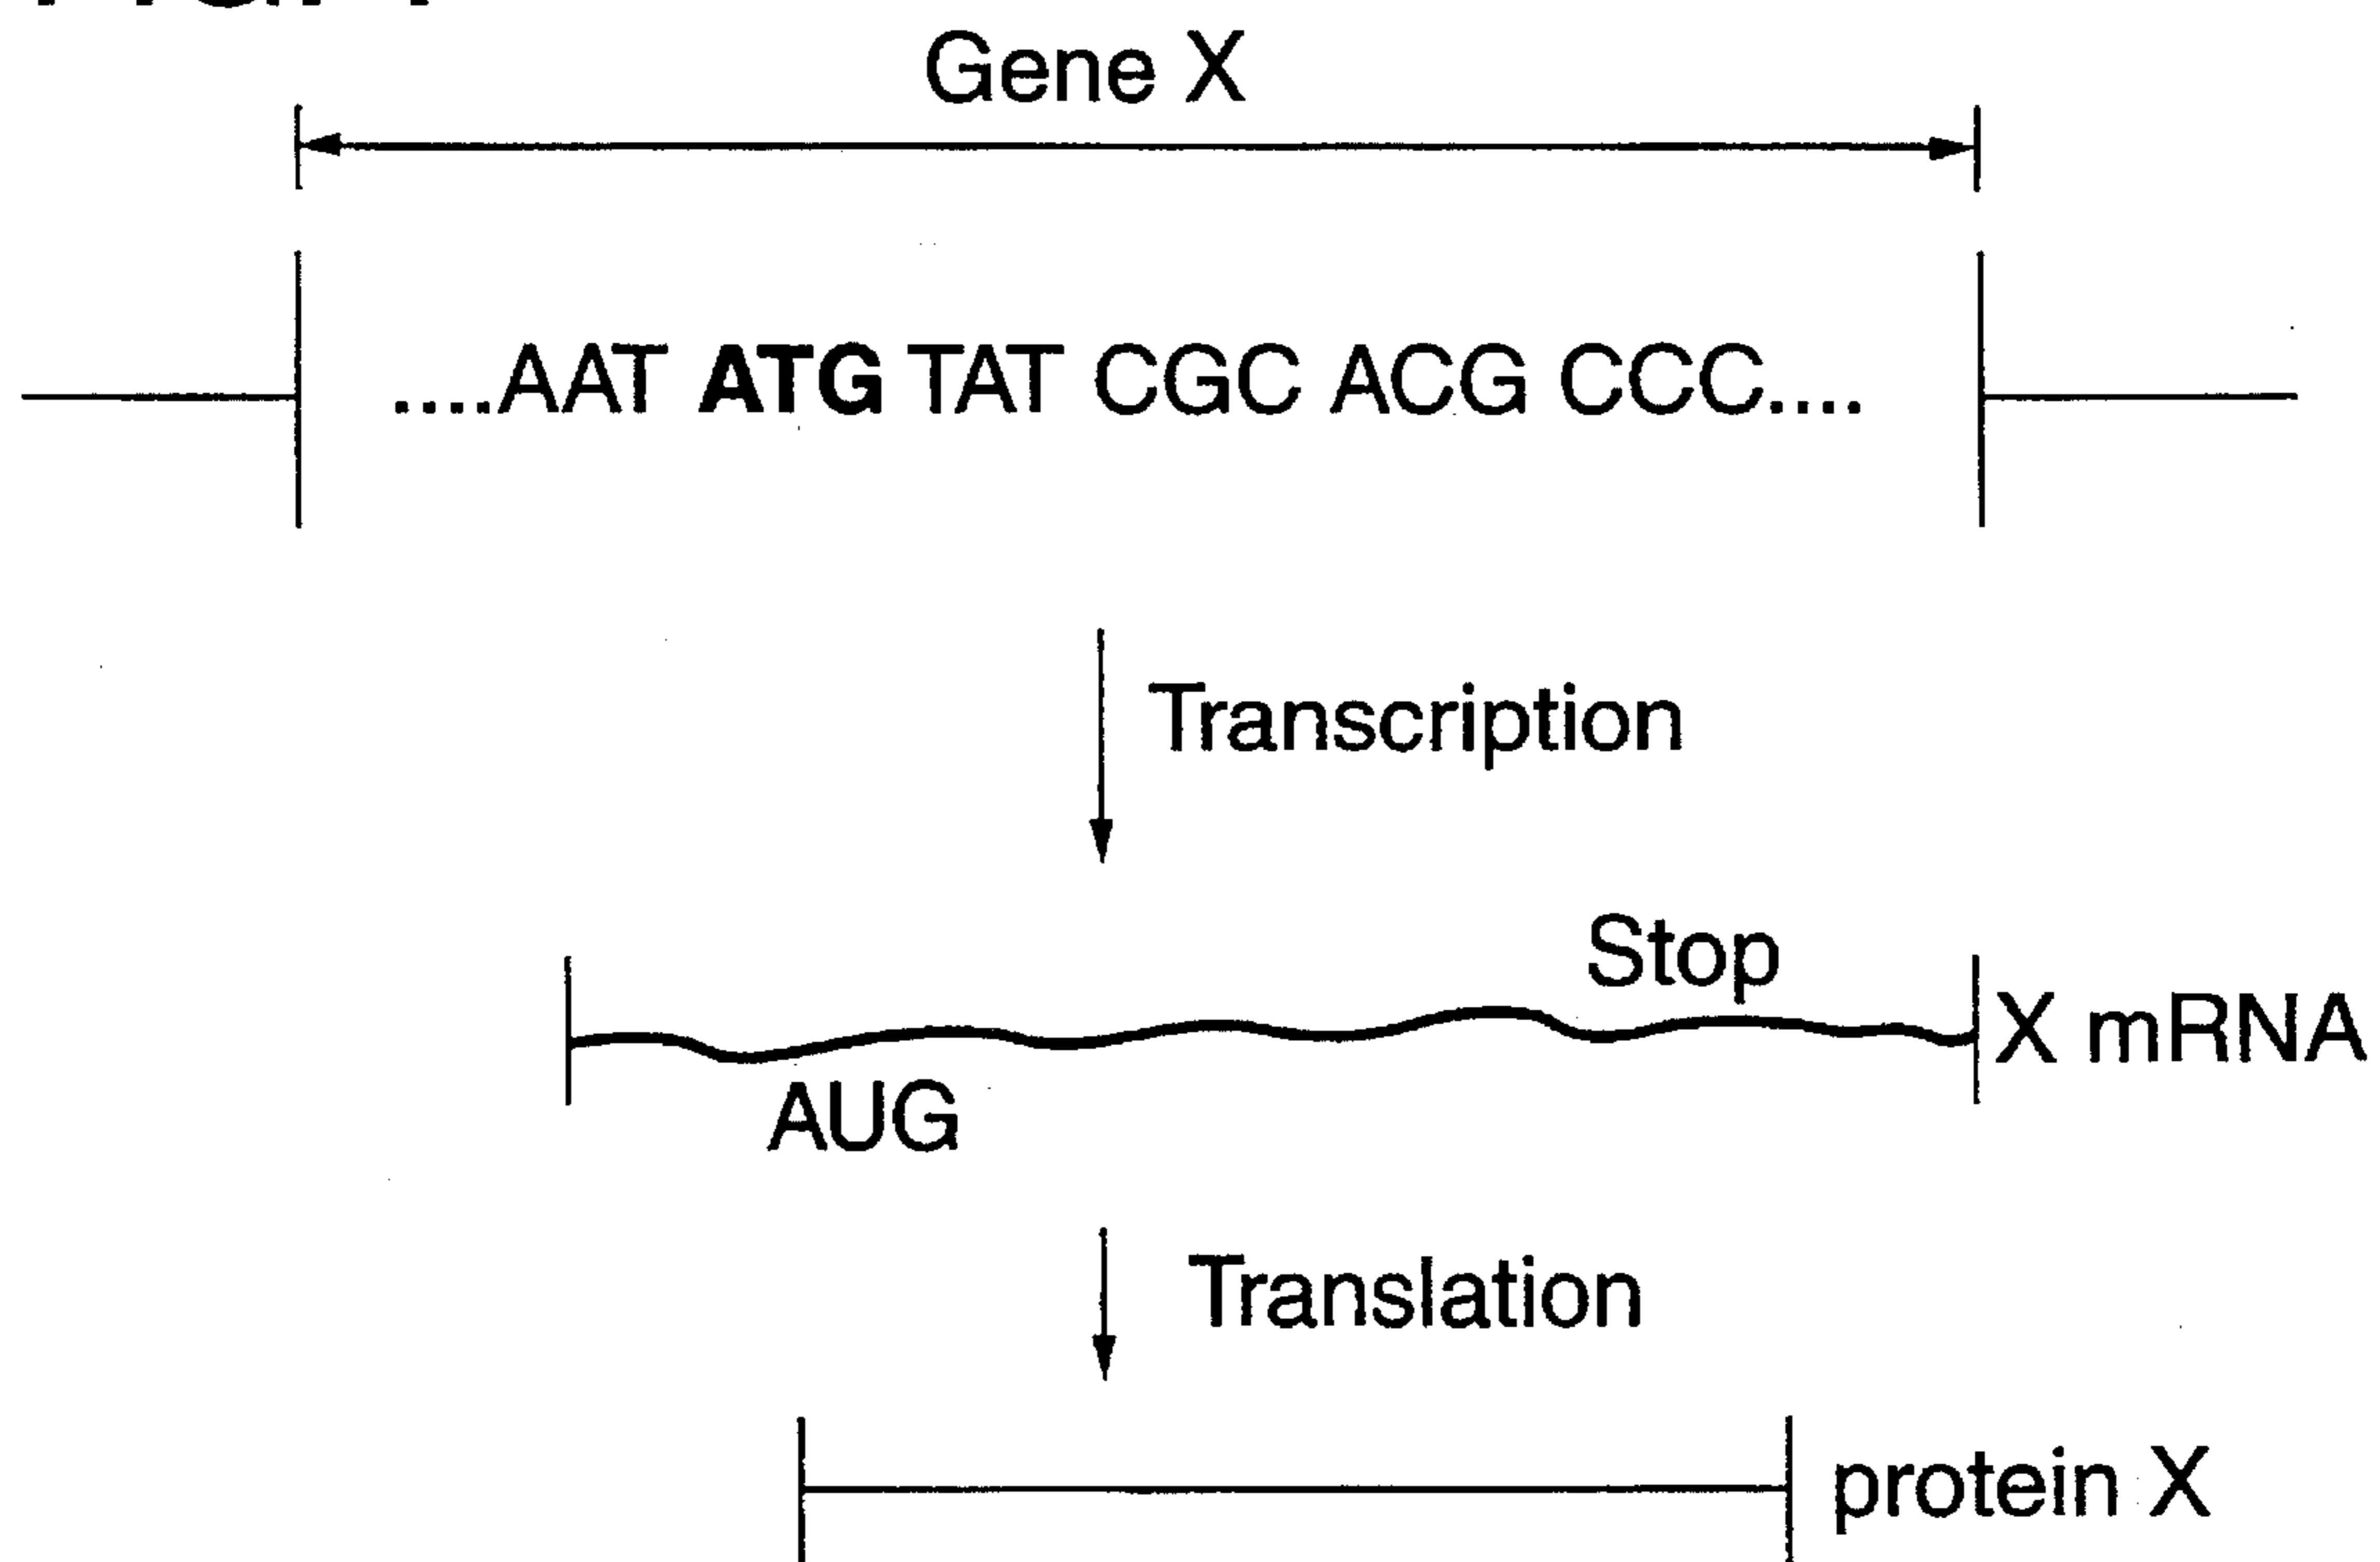 Gene X
....AAT ATG TAT CGC ACG CCC....
Transcription
Stop
X mRNA
AUG
Translation
protein X